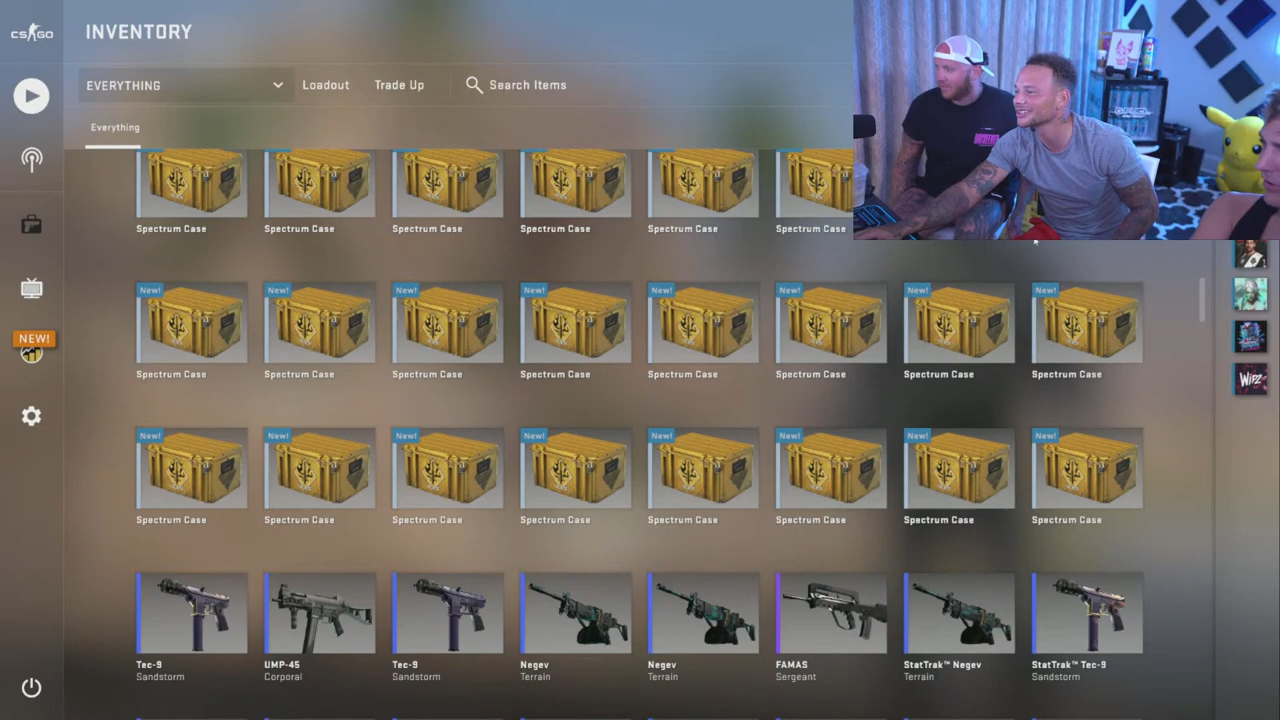 CS GO
INVENTORY
EVERYTHING
Loadout
Trade Up
Search Items
Everything
Spectrum Case
Spectrum Case
Spectrum Case
Spectrum Case
Spectrum Case
Spectrum Case
New!
New!
New!
New!
New!
New!
New!
New!
Spectrum Case
Spectrum Case
Spectrum Case
Spectrum Case
Spectrum Case
Spectrum Case
Spectrum Case
Spectrum Case
NEW!
WIPZ
New!
New!
New!
New!
New!
New!
New!
New!
Spectrum Case
Spectrum Case
Spectrum Case
Spectrum Case
Spectrum Case
Spectrum Case
Spectrum Case
Spectrum Case
Tec-9
Sandstorm
UMP-45
Corporal
Tec-9
Sandstorm
Negev
Terrain
Negev
Terrain
FAMAS
Sergeant
StatTrak™ Negev
Terrain
StatTrak™ Tec-9
Sandstorm